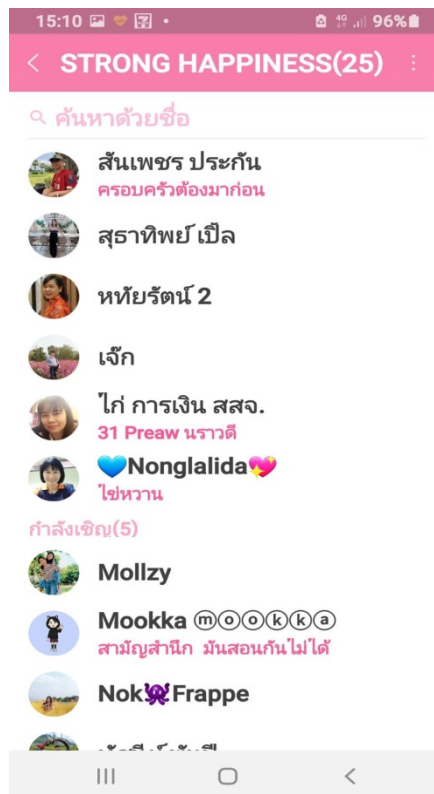 15:10 4G 96%
STRONG HAPPINESS(25)
ค้นหาด้วยชื่อ
สันเพชร ประกัน
ครอบครัวต้องมาก่อน
สุธาทิพย์ เปิ้ล
หทัยรัตน์ 2
เจ๊ก
ไก่ การเงิน สสจ.
31 Preaw นราวดี
💙Nonglalida💖
ไข่หวาน
กำลังเชิญ(5)
Mollzy
Mookka ⓜⓞⓞⓚⓚⓐ
สามัญสำนึก มันสอนกันไม่ได้
Nok🐙Frappe